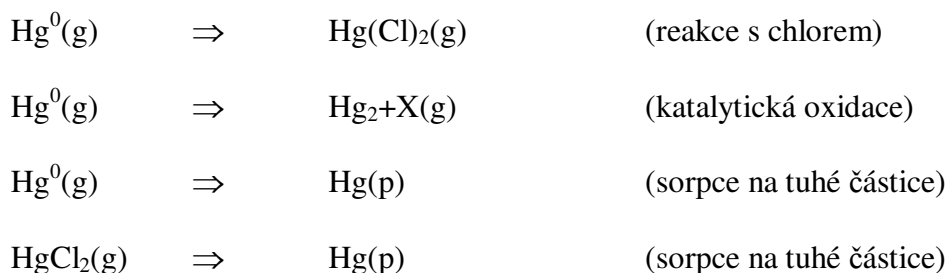 Hg⁰(g) ⇒ Hg(Cl)₂(g) (reakce s chlorem)
Hg⁰(g) ⇒ Hg₂+X(g) (katalytická oxidace)
Hg⁰(g) ⇒ Hg(p) (sorpce na tuhé částice)
HgCl₂(g) ⇒ Hg(p) (sorpce na tuhé částice)